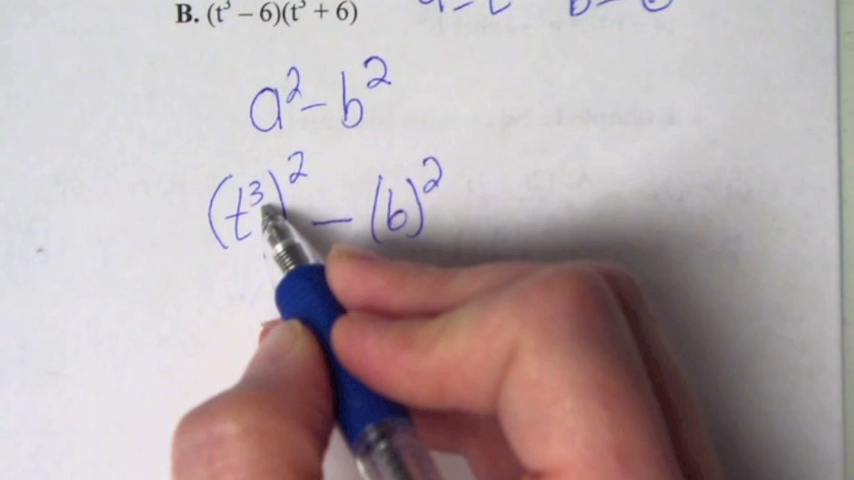 B. (t³ – 6)(t³ + 6)
a² – b²
(t³)² – (6)²